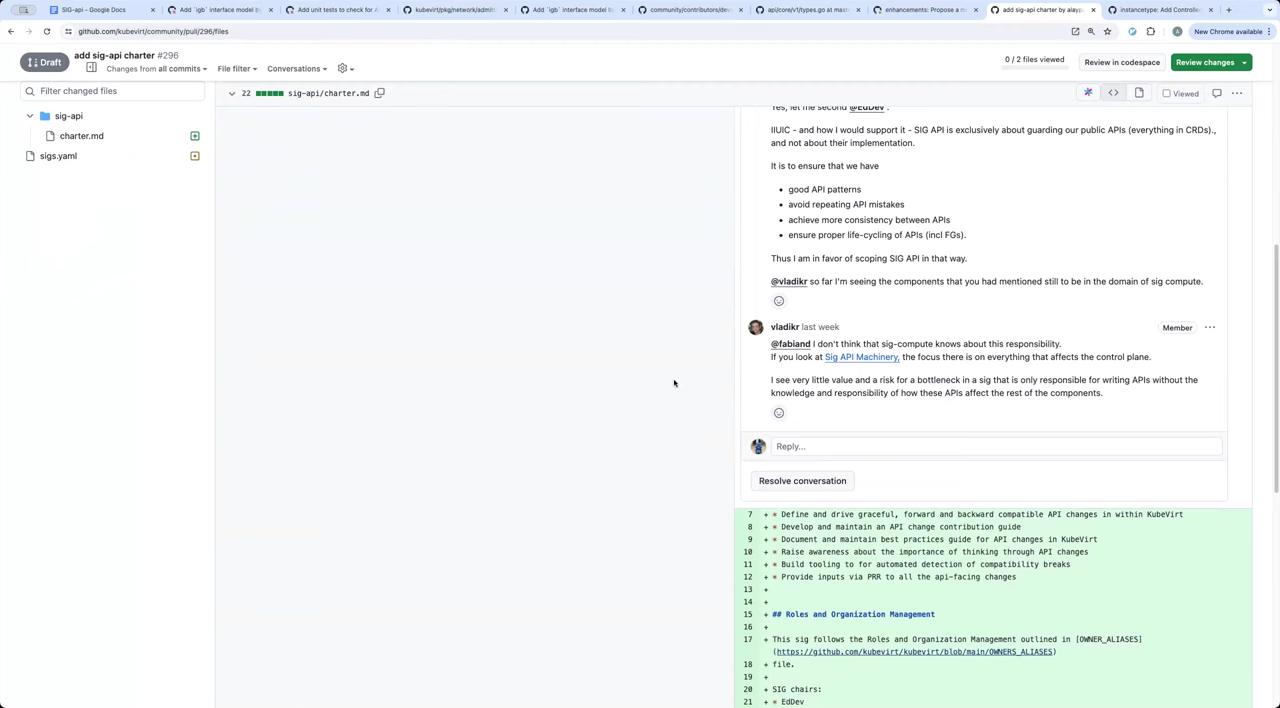 SIG-api - Google Docs
Add `igb` interface model by
Add unit tests to check for A
kubevirt/pkg/network/admitt
Add `igb` interface model by
community/contributors/deve
api/core/v1/types.go at maste
enhancements: Propose a m
add sig-api charter by alayp
instancetype: Add Controller
github.com/kubevirt/community/pull/296/files
New Chrome available
Draft
add sig-api charter #296
Changes from all commits
File filter
Conversations
0 / 2 files viewed
Review in codespace
Review changes
Filter changed files
sig-api
charter.md
sigs.yaml
22
sig-api/charter.md
Viewed
Yes, let me second @EdDev .
IIUIC - and how I would support it - SIG API is exclusively about guarding our public APIs (everything in CRDs).,
and not about their implementation.
It is to ensure that we have
• good API patterns
• avoid repeating API mistakes
• achieve more consistency between APIs
• ensure proper life-cycling of APIs (incl FGs).
Thus I am in favor of scoping SIG API in that way.
@vladikr so far I'm seeing the components that you had mentioned still to be in the domain of sig compute.
vladikr last week
Member
@fabiand I don't think that sig-compute knows about this responsibility.
If you look at Sig API Machinery, the focus there is on everything that affects the control plane.
I see very little value and a risk for a bottleneck in a sig that is only responsible for writing APIs without the
knowledge and responsibility of how these APIs affect the rest of the components.
Reply...
Resolve conversation
7 + * Define and drive graceful, forward and backward compatible API changes in within KubeVirt
8 + * Develop and maintain an API change contribution guide
9 + * Document and maintain best practices guide for API changes in KubeVirt
10 + * Raise awareness about the importance of thinking through API changes
11 + * Build tooling to for automated detection of compatibility breaks
12 + * Provide inputs via PRR to all the api-facing changes
13 +
14 +
15 + ## Roles and Organization Management
16 +
17 + This sig follows the Roles and Organization Management outlined in [OWNER_ALIASES]
(https://github.com/kubevirt/kubevirt/blob/main/OWNERS_ALIASES)
18 + file.
19 +
20 + SIG chairs:
21 + * EdDev